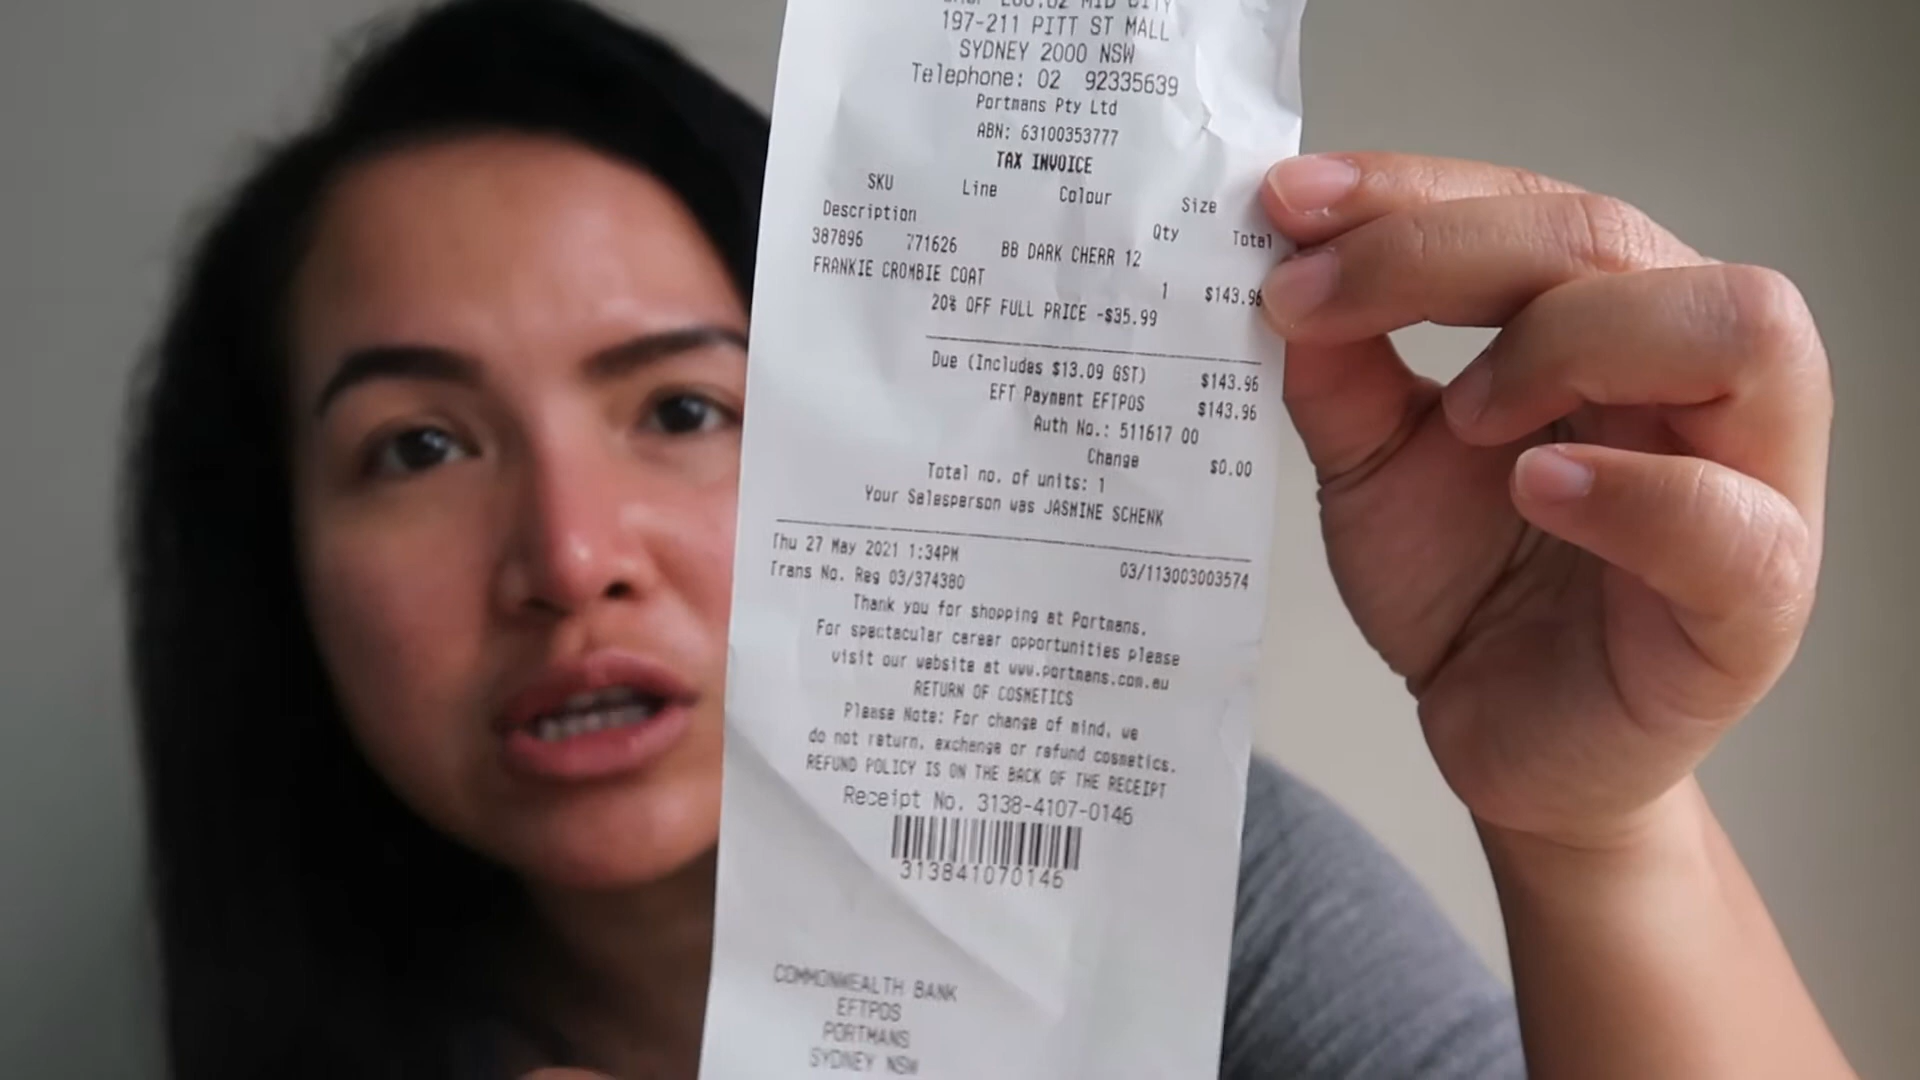 197-211 PITT ST MALL
SYDNEY 2000 NSW
Telephone: 02 92335639
Portmans Pty Ltd
ABN: 63100353777
TAX INVOICE
SKU Line Colour Size
Description Qty Total
387896 771626 BB DARK CHERR 12
FRANKIE CROMBIE COAT 1 $143.96
20% OFF FULL PRICE -$35.99
Due (Includes $13.09 GST) $143.96
EFT Payment EFTPOS $143.96
Auth No.: 511617 00
Change $0.00
Total no. of units: 1
Your Salesperson was JASMINE SCHENK
Thu 27 May 2021 1:34PM 03/113003003574
Trans No. Reg 03/374380
Thank you for shopping at Portmans.
For spectacular career opportunities please
visit our website at www.portmans.com.au
RETURN OF COSMETICS
Please Note: For change of mind, we
do not return, exchange or refund cosmetics.
REFUND POLICY IS ON THE BACK OF THE RECEIPT
Receipt No. 3138-4107-0146
313841070146
COMMONWEALTH BANK
EFTPOS
PORTMANS
SYDNEY NSW